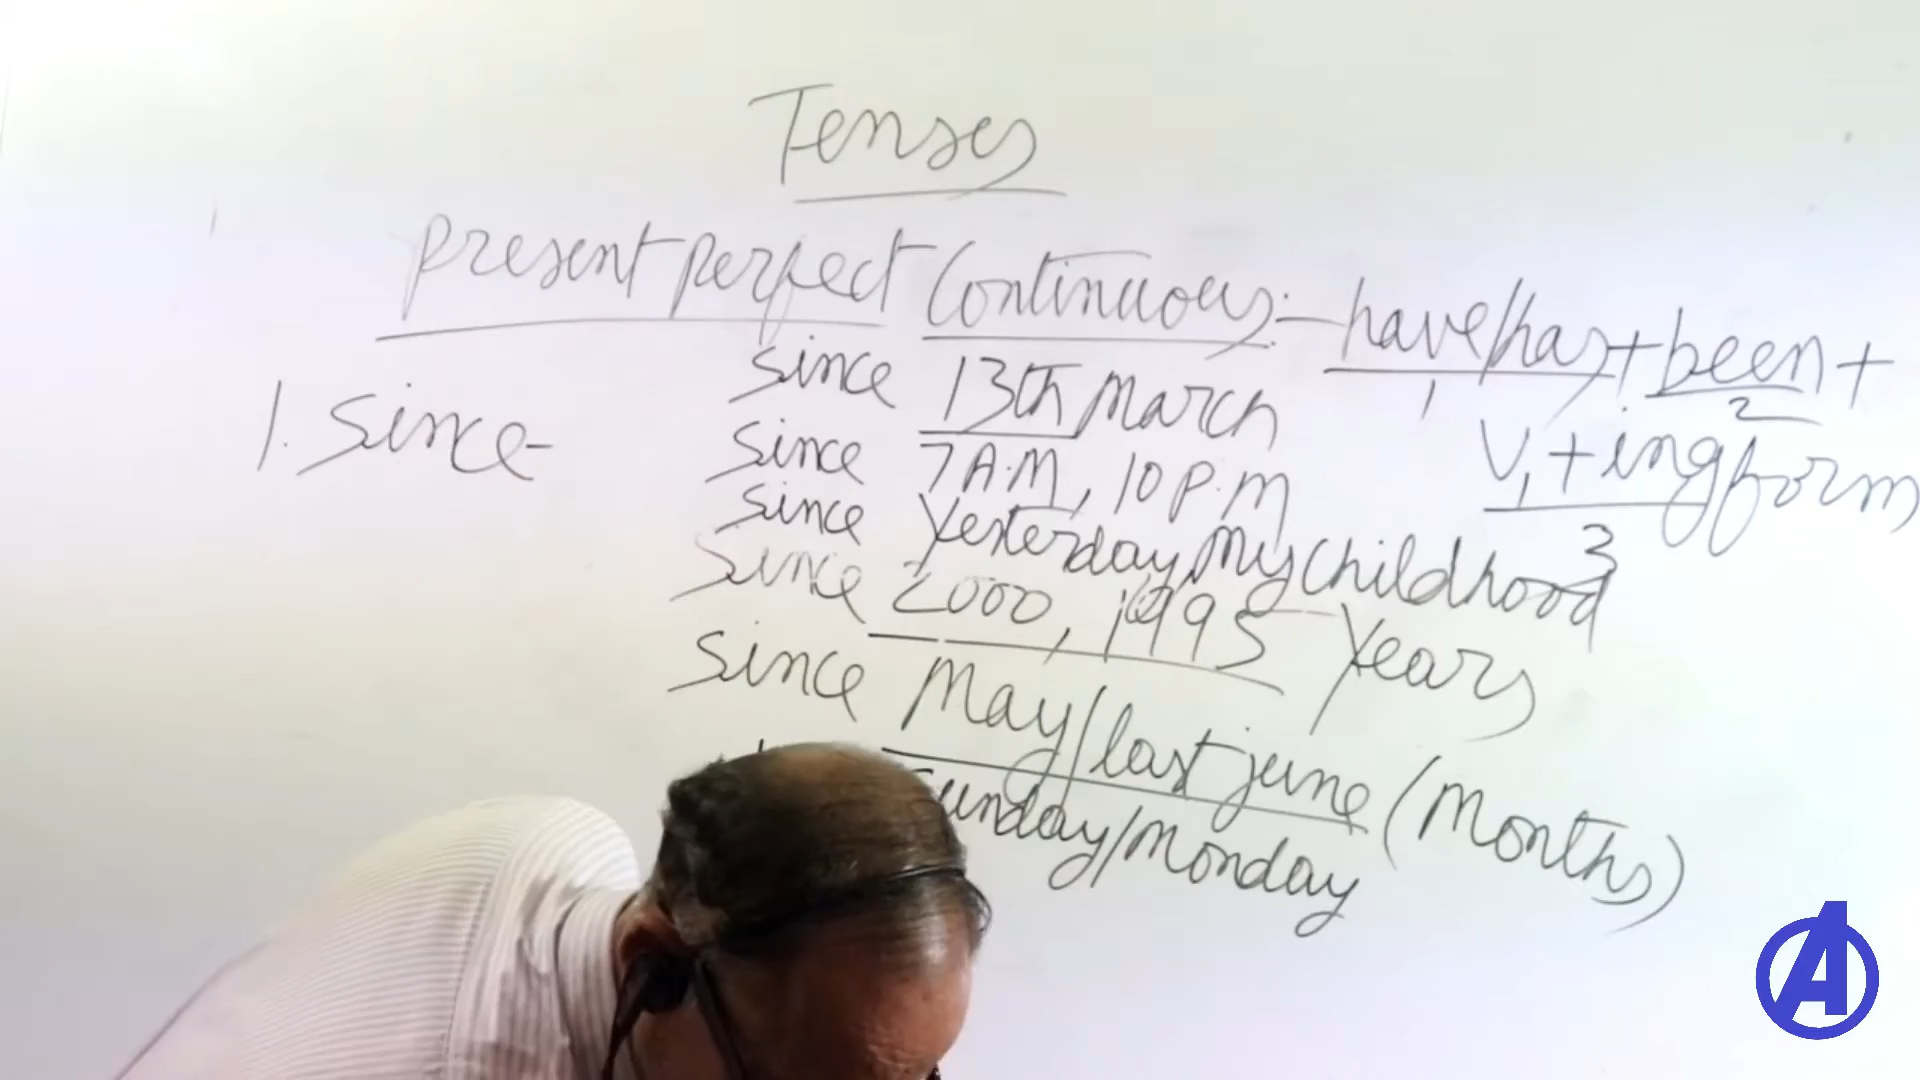 Tenses
present perfect Continuous:- have/has + been +
1 2
V1 + ing form
3
1. Since-
since 13th March
since 7 A.M, 10 P.M
since Yesterday, My childhood
Since 2000, 1995 Years
since May/last june (Months)
Sunday/Monday